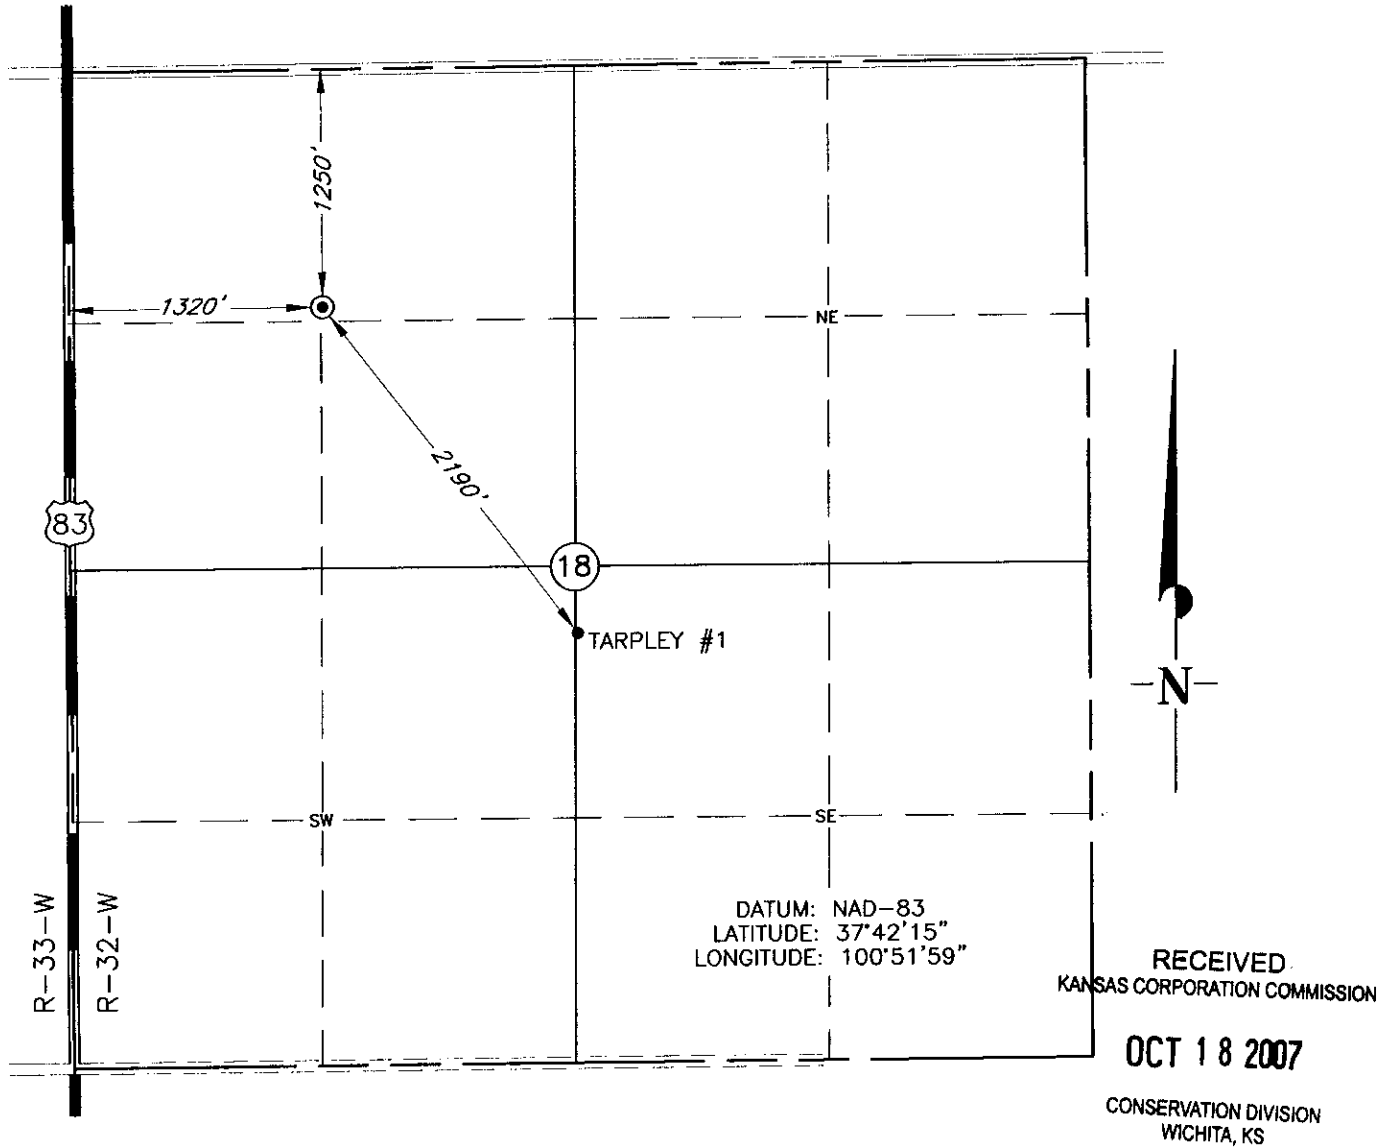 1250'
1320'
NE
2190'
83
18
TARPLEY #1
N
SW
SE
R-33-W
R-32-W
DATUM: NAD-83
LATITUDE: 37°42'15"
LONGITUDE: 100°51'59"
RECEIVED
KANSAS CORPORATION COMMISSION
OCT 18 2007
CONSERVATION DIVISION
WICHITA, KS